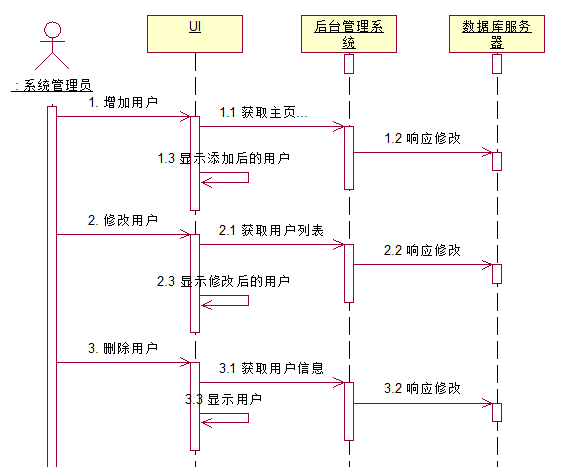 UI
后台管理系
统
数据库服务
器
: 系统管理员
1. 增加用户
1.1 获取主页...
1.2 响应修改
1.3 显示添加后的用户
2. 修改用户
2.1 获取用户列表
2.2 响应修改
2.3 显示修改后的用户
3. 删除用户
3.1 获取用户信息
3.2 响应修改
3.3 显示用户